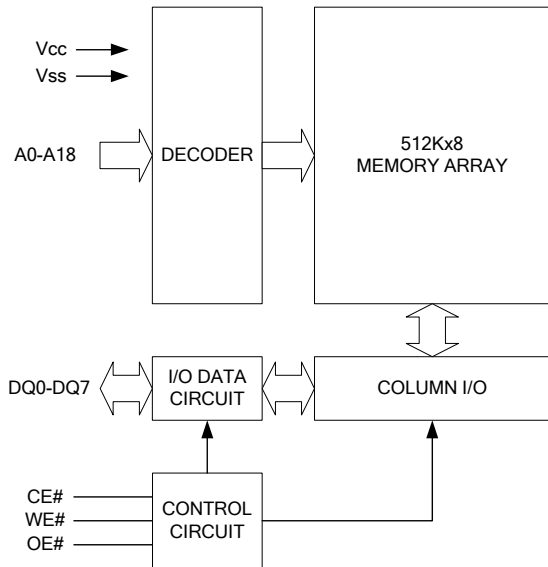 Vcc
Vss
A0-A18
DECODER
512Kx8
MEMORY ARRAY
DQ0-DQ7
I/O DATA
CIRCUIT
COLUMN I/O
CE#
WE#
OE#
CONTROL
CIRCUIT